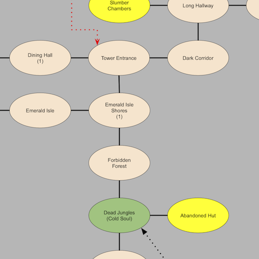 Slumber
Chambers
Long Hallway
Dining Hall
(1)
Tower Entrance
Dark Corridor
Emerald Isle
Emerald Isle
Shores
(1)
Forbidden
Forest
Dead Jungles
(Cold Soul)
Abandoned Hut